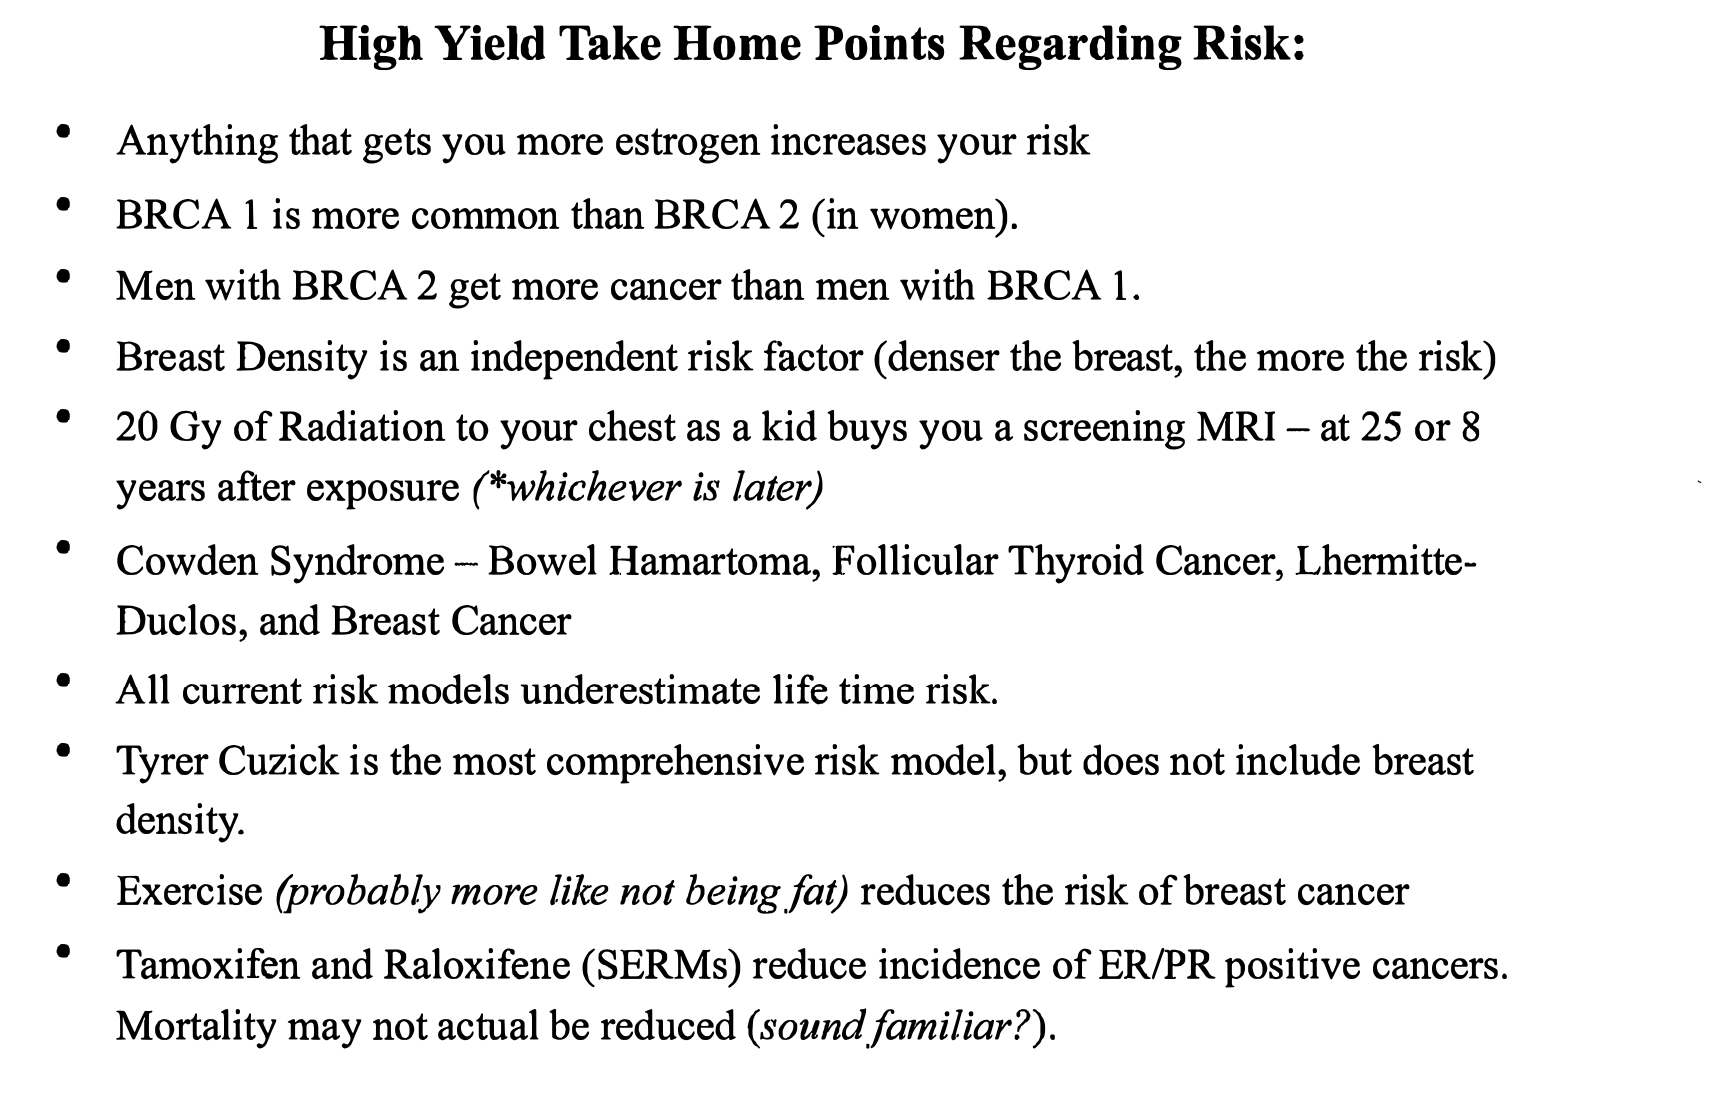 High Yield Take Home Points Regarding Risk:
• Anything that gets you more estrogen increases your risk
• BRCA 1 is more common than BRCA 2 (in women).
• Men with BRCA 2 get more cancer than men with BRCA 1.
• Breast Density is an independent risk factor (denser the breast, the more the risk)
• 20 Gy of Radiation to your chest as a kid buys you a screening MRI – at 25 or 8
years after exposure (*whichever is later)
• Cowden Syndrome – Bowel Hamartoma, Follicular Thyroid Cancer, Lhermitte-
Duclos, and Breast Cancer
• All current risk models underestimate life time risk.
• Tyrer Cuzick is the most comprehensive risk model, but does not include breast
density.
• Exercise (probably more like not being fat) reduces the risk of breast cancer
• Tamoxifen and Raloxifene (SERMs) reduce incidence of ER/PR positive cancers.
Mortality may not actual be reduced (sound familiar?).